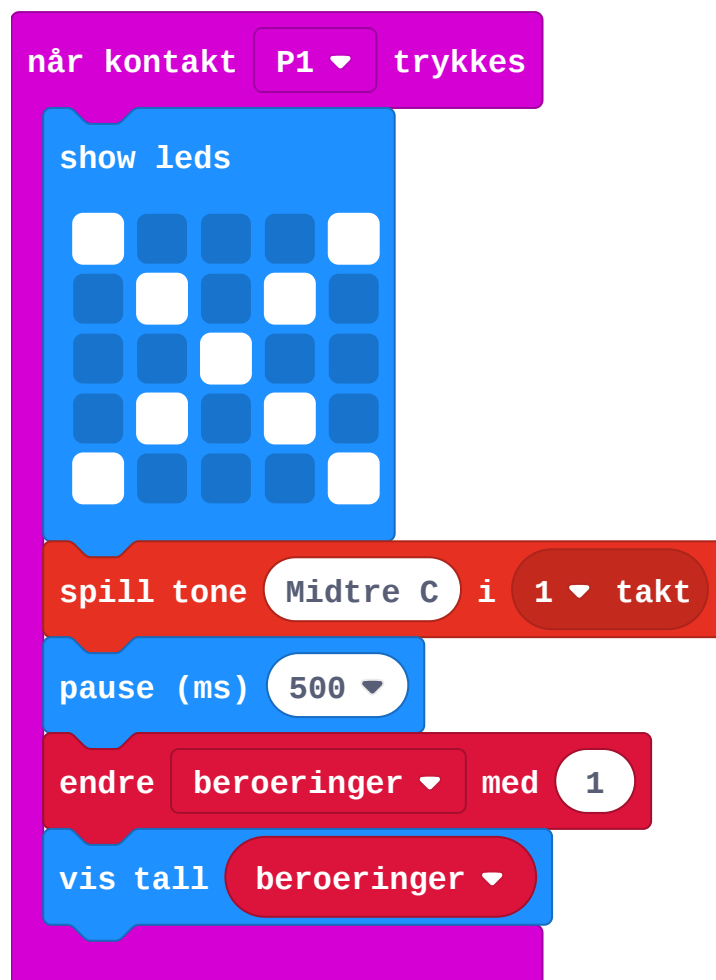 når kontakt P1 trykkes
show leds
spill tone Midtre C i 1 takt
pause (ms) 500
endre beroeringer med 1
vis tall beroeringer